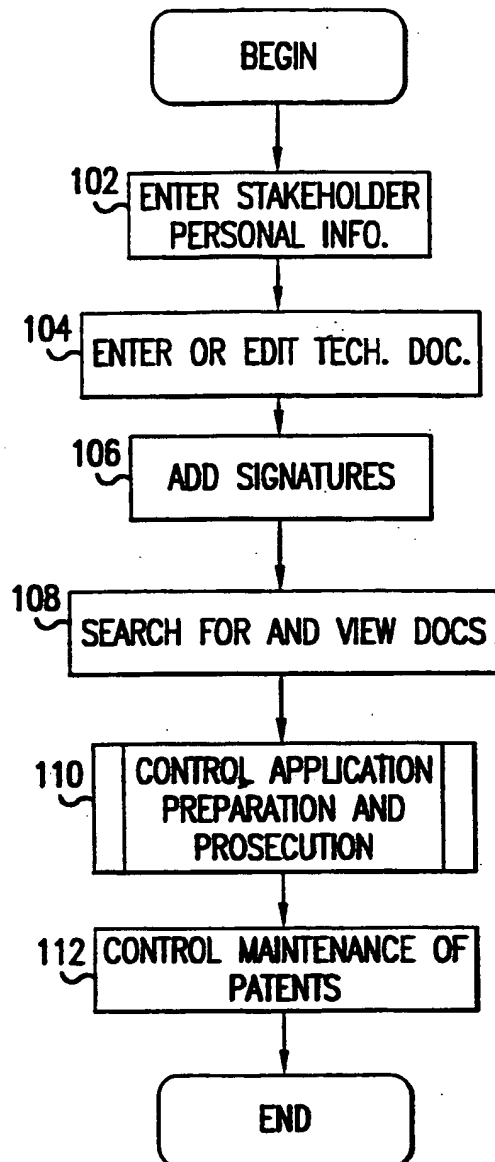 BEGIN
102
ENTER STAKEHOLDER
PERSONAL INFO.
104
ENTER OR EDIT TECH. DOC.
106
ADD SIGNATURES
108
SEARCH FOR AND VIEW DOCS
110
CONTROL APPLICATION
PREPARATION AND
PROSECUTION
112
CONTROL MAINTENANCE OF
PATENTS
END